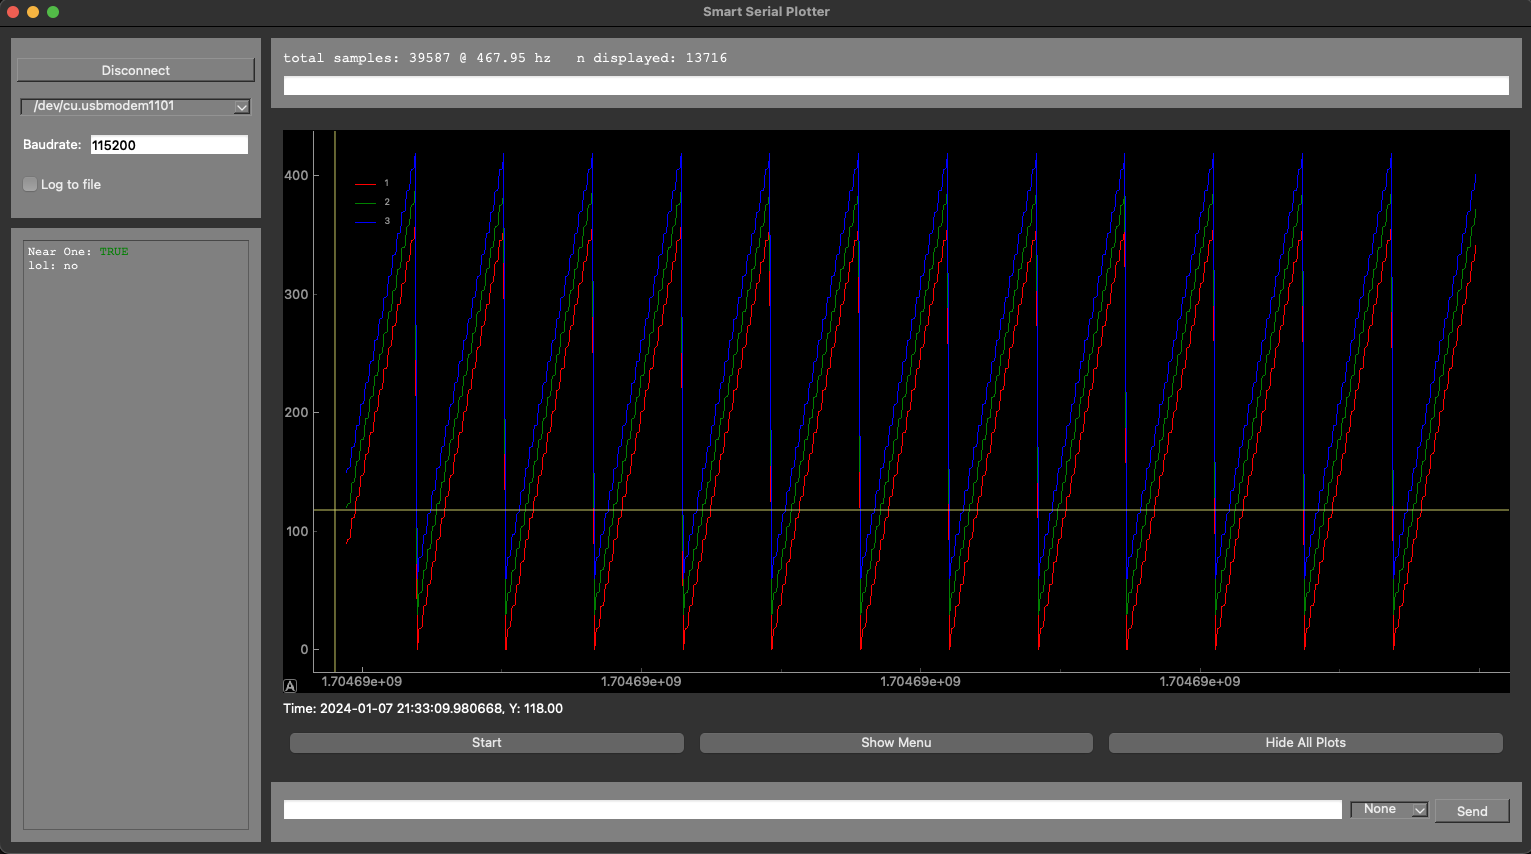 Smart Serial Plotter
Disconnect
/dev/cu.usbmodem1101
Baudrate: 115200
Log to file
Near One: TRUE
lol: no
total samples: 39587 @ 467.95 hz   n displayed: 13716
1
2
3
400
300
200
100
0
1.70469e+09 1.70469e+09 1.70469e+09 1.70469e+09
A
Time: 2024-01-07 21:33:09.980668, Y: 118.00
Start Show Menu Hide All Plots
None Send